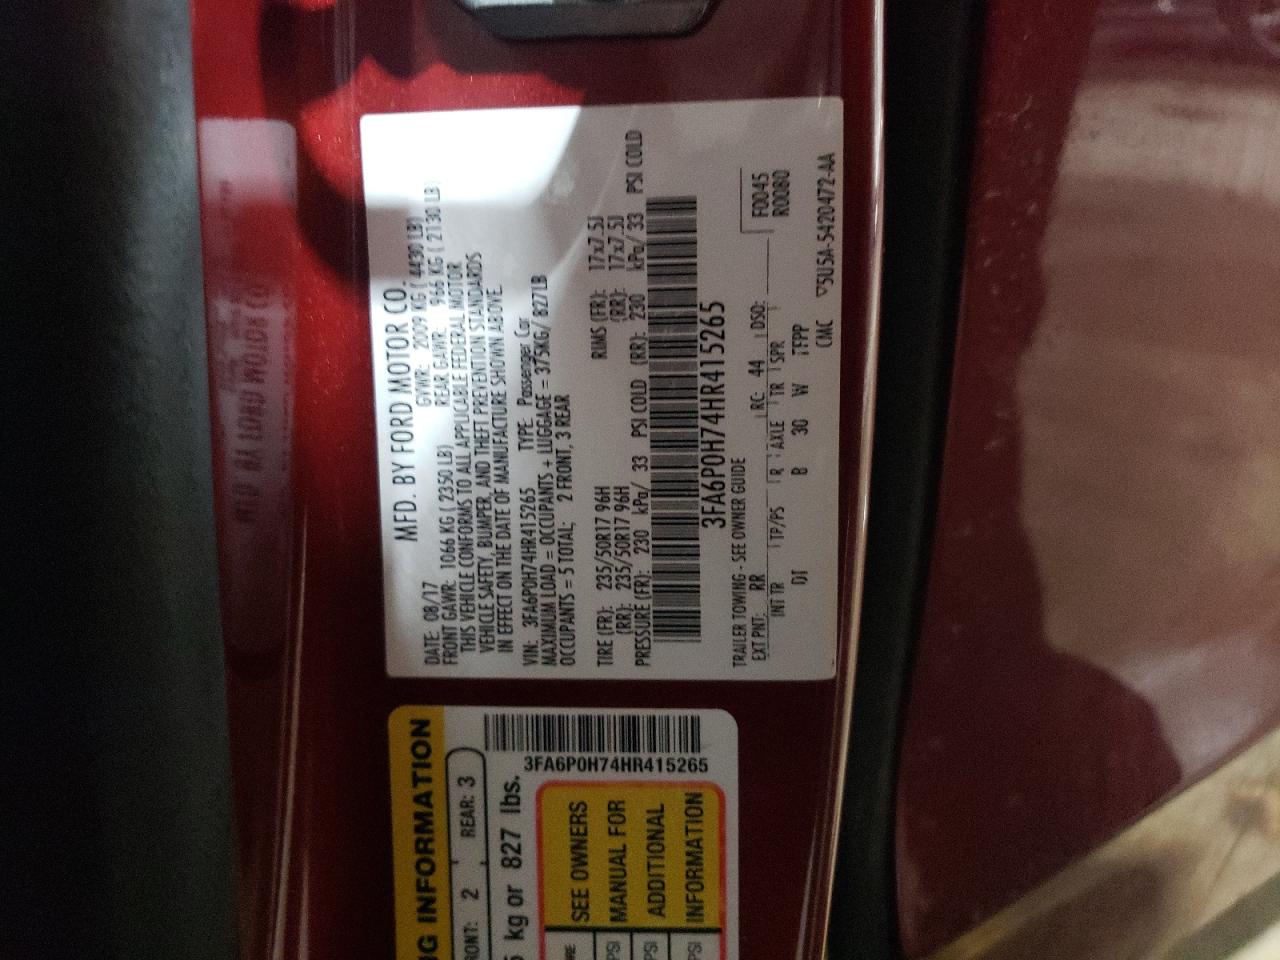 MFD. BY FORD MOTOR CO.
DATE: 08/17 GVWR: 2009 KG ( 4430 LB)
FRONT GAWR: 1066 KG ( 2350 LB) REAR GAWR: 966 KG ( 2130 LB)
THIS VEHICLE CONFORMS TO ALL APPLICABLE FEDERAL MOTOR
VEHICLE SAFETY, BUMPER, AND THEFT PREVENTION STANDARDS
IN EFFECT ON THE DATE OF MANUFACTURE SHOWN ABOVE.
VIN: 3FA6P0H74HR415265 TYPE: Passenger Car
MAXIMUM LOAD = OCCUPANTS + LUGGAGE = 375KG/ 827LB
OCCUPANTS = 5 TOTAL; 2 FRONT, 3 REAR
TIRE (FR): 235/50R17 96H RIMS (FR): 17x7.5J
(RR): 235/50R17 96H (RR): 17x7.5J
PRESSURE (FR): 230 kPa/ 33 PSI COLD (RR): 230 kPa/ 33 PSI COLD
3FA6P0H74HR415265
TRAILER TOWING - SEE OWNER GUIDE
EXT PNT: RR RC: 44 DSO: F0045
R0080
INT TR TP/PS R AXLE TR SPR
DT B 30 W TFPP
CMC ▽5U5A-5420472-AA
G INFORMATION
RONT: 2 REAR: 3
kg or 827 lbs.
3FA6P0H74HR415265
SEE OWNERS
MANUAL FOR
ADDITIONAL
INFORMATION
PSI
PSI
PSI